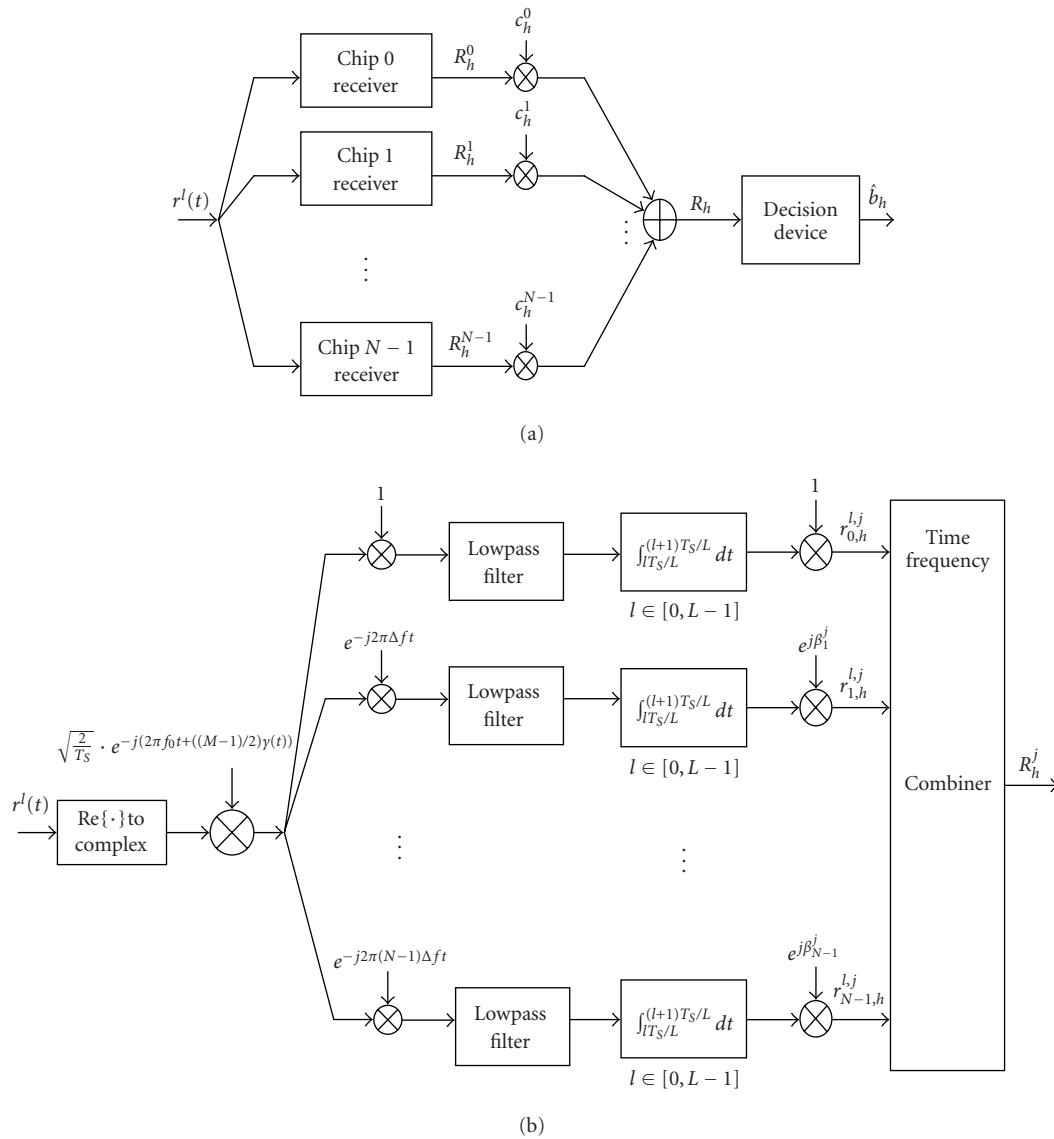 c_h^0
Chip 0
receiver
R_h^0
c_h^1
Chip 1
receiver
R_h^1
r^l(t)
R_h
Decision
device
b̂_h
⋮
⋮
c_h^{N−1}
Chip N − 1
receiver
R_h^{N−1}
(a)
1
1
Lowpass
filter
∫_{lT_S/L}^{(l+1)T_S/L} dt
r_{0,h}^{l,j}
Time
frequency
l ∈ [0, L − 1]
e^{−j2πΔft}
e^{jβ_1^j}
Lowpass
filter
∫_{lT_S/L}^{(l+1)T_S/L} dt
r_{1,h}^{l,j}
l ∈ [0, L − 1]
√(2/T_S) · e^{−j(2πf_0t+((M−1)/2)γ(t))}
Combiner
R_h^j
r^l(t)
Re{·}to
complex
⋮
⋮
e^{−j2π(N−1)Δft}
e^{jβ_{N−1}^j}
Lowpass
filter
∫_{lT_S/L}^{(l+1)T_S/L} dt
r_{N−1,h}^{l,j}
l ∈ [0, L − 1]
(b)